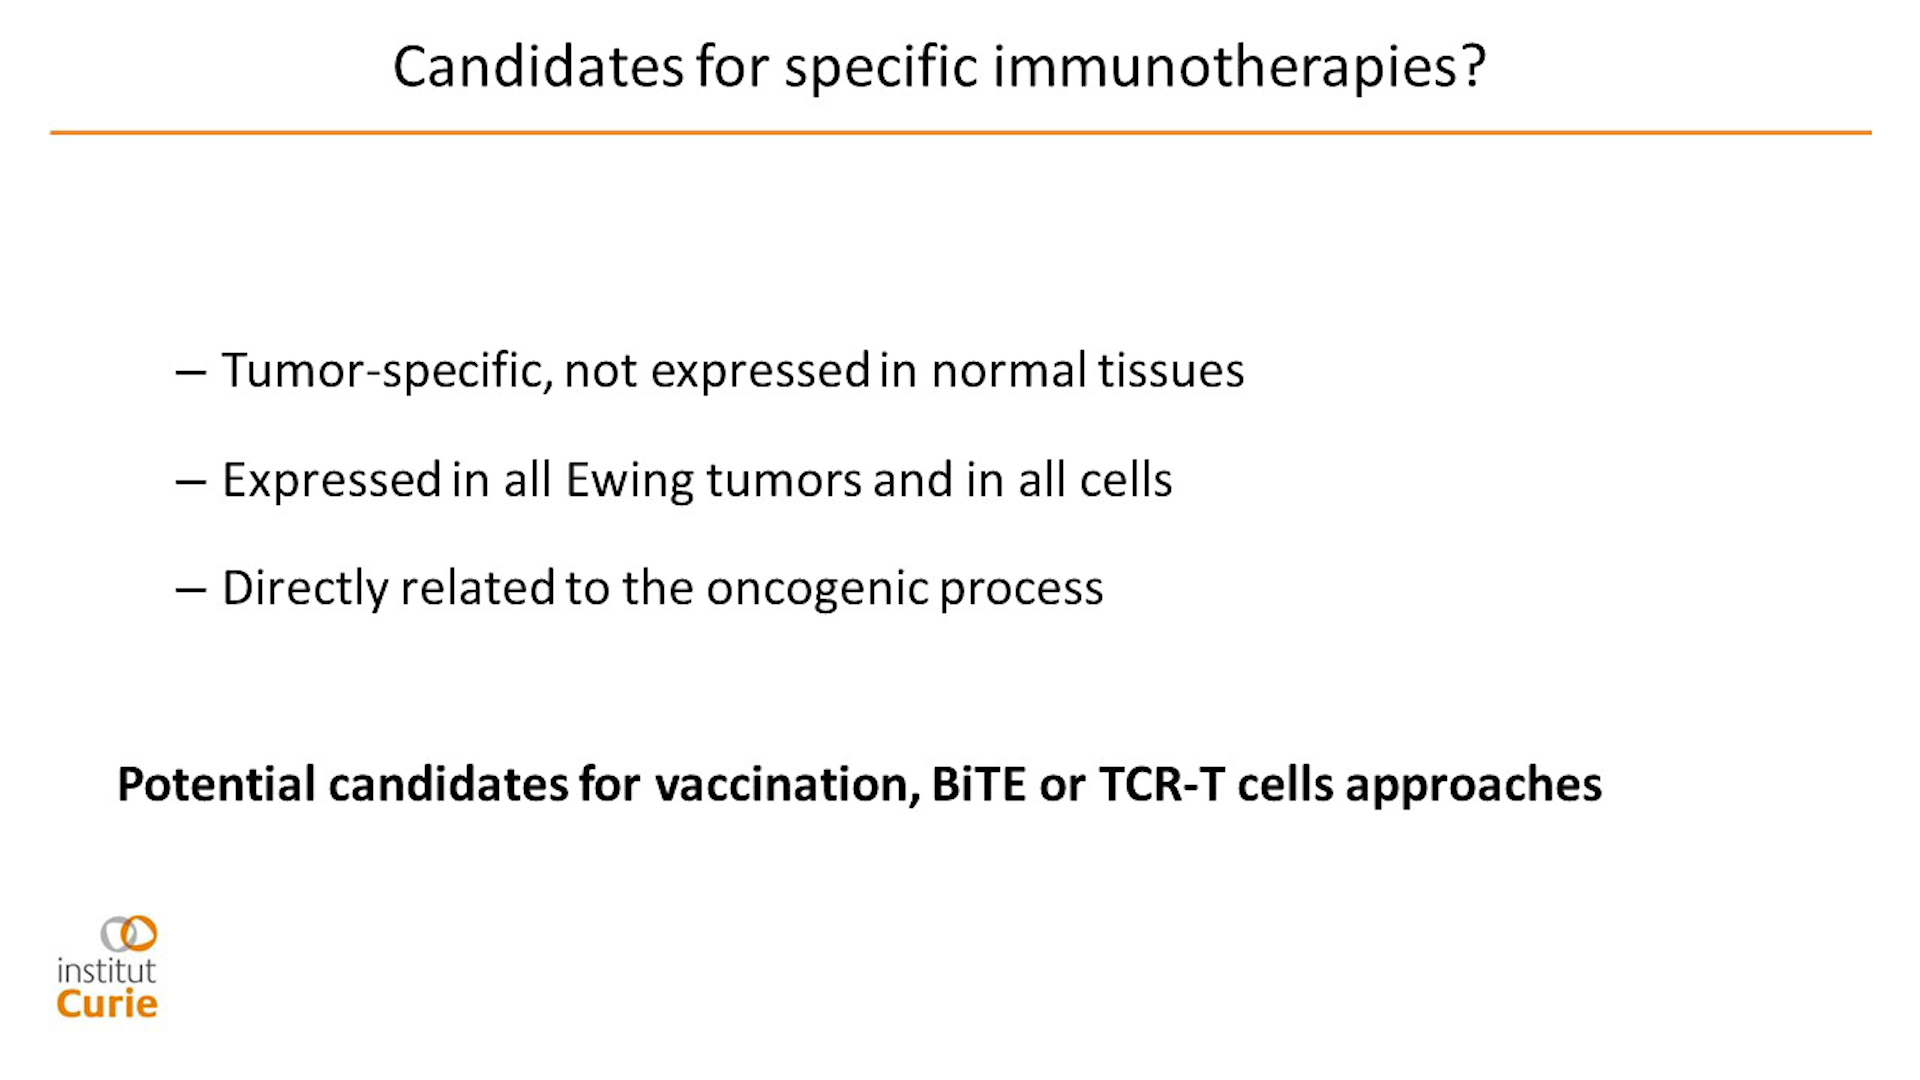 Candidates for specific immunotherapies?
– Tumor-specific, not expressed in normal tissues
– Expressed in all Ewing tumors and in all cells
– Directly related to the oncogenic process
Potential candidates for vaccination, BiTE or TCR-T cells approaches
institut
Curie